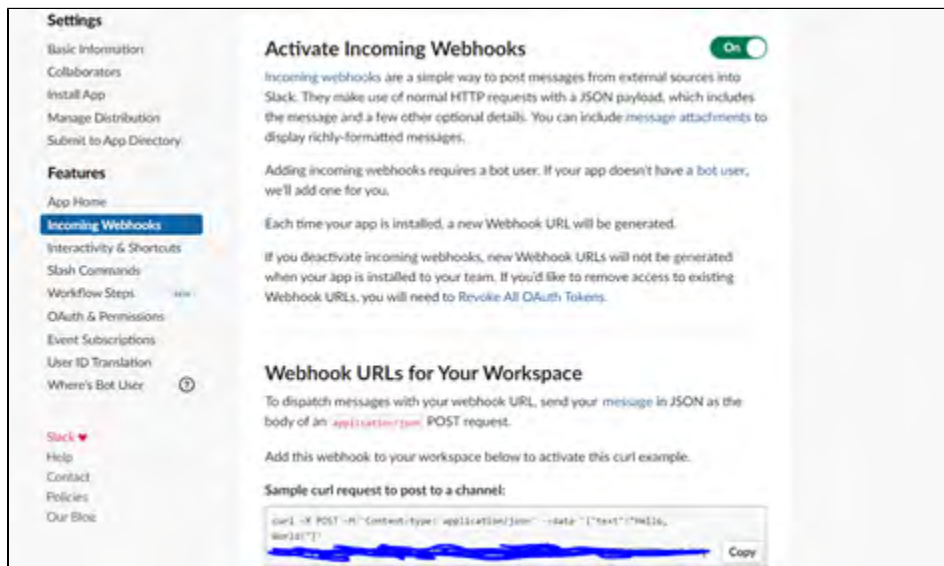 Settings
Basic Information
Collaborators
Install App
Manage Distribution
Submit to App Directory
Features
App Home
Incoming Webhooks
Interactivity & Shortcuts
Slash Commands
Workflow Steps NEW
OAuth & Permissions
Event Subscriptions
User ID Translation
Where's Bot User
Slack ♥
Help
Contact
Policies
Our Blog
Activate Incoming Webhooks
On
Incoming webhooks are a simple way to post messages from external sources into
Slack. They make use of normal HTTP requests with a JSON payload, which includes
the message and a few other optional details. You can include message attachments to
display richly-formatted messages.
Adding incoming webhooks requires a bot user. If your app doesn't have a bot user,
we'll add one for you.
Each time your app is installed, a new Webhook URL will be generated.
If you deactivate incoming webhooks, new Webhook URLs will not be generated
when your app is installed to your team. If you'd like to remove access to existing
Webhook URLs, you will need to Revoke All OAuth Tokens.
Webhook URLs for Your Workspace
To dispatch messages with your webhook URL, send your message in JSON as the
body of an application/json POST request.
Add this webhook to your workspace below to activate this curl example.
Sample curl request to post to a channel:
curl -X POST -H 'Content-type: application/json' --data '{"text":"Hello,
World!"}'
Copy